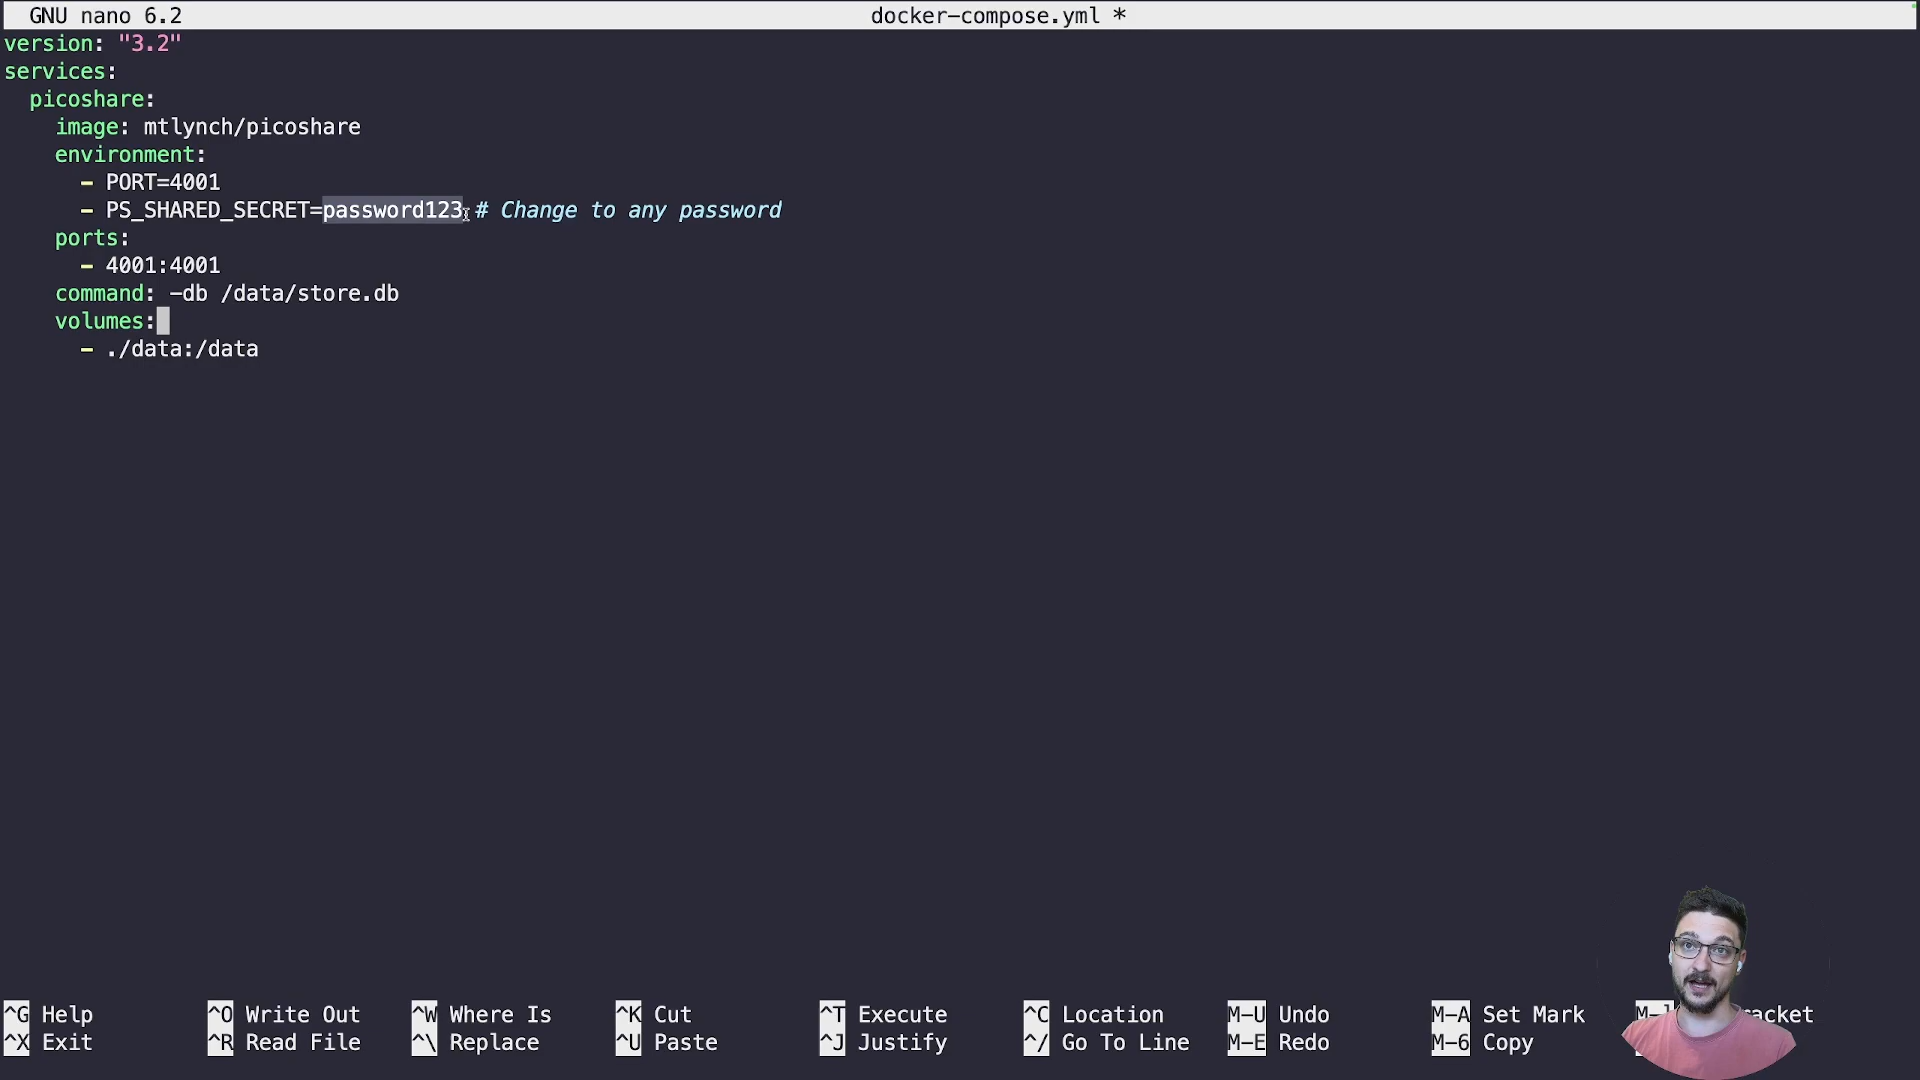 GNU nano 6.2 docker-compose.yml *
version: "3.2"
services:
  picoshare:
    image: mtlynch/picoshare
    environment:
      - PORT=4001
      - PS_SHARED_SECRET=password123 # Change to any password
    ports:
      - 4001:4001
    command: -db /data/store.db
    volumes:
      - ./data:/data
^G Help ^O Write Out ^W Where Is ^K Cut ^T Execute ^C Location M-U Undo M-A Set Mark
^X Exit ^R Read File ^\ Replace ^U Paste ^J Justify ^/ Go To Line M-E Redo M-6 Copy